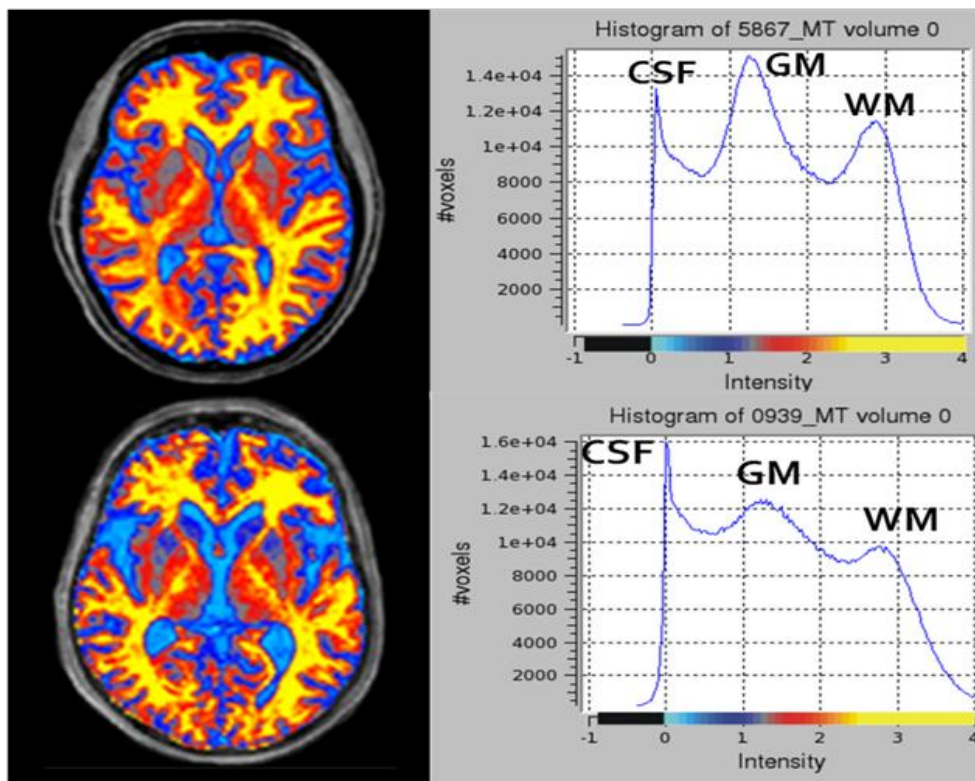 Histogram of 5867_MT volume 0
CSF
GM
WM
1.4e+04
1.2e+04
1e+04
8000
6000
4000
2000
#voxels
-1 0 1 2 3 4
Intensity
Histogram of 0939_MT volume 0
CSF
GM
WM
1.6e+04
1.4e+04
1.2e+04
1e+04
8000
6000
4000
2000
#voxels
-1 0 1 2 3 4
Intensity